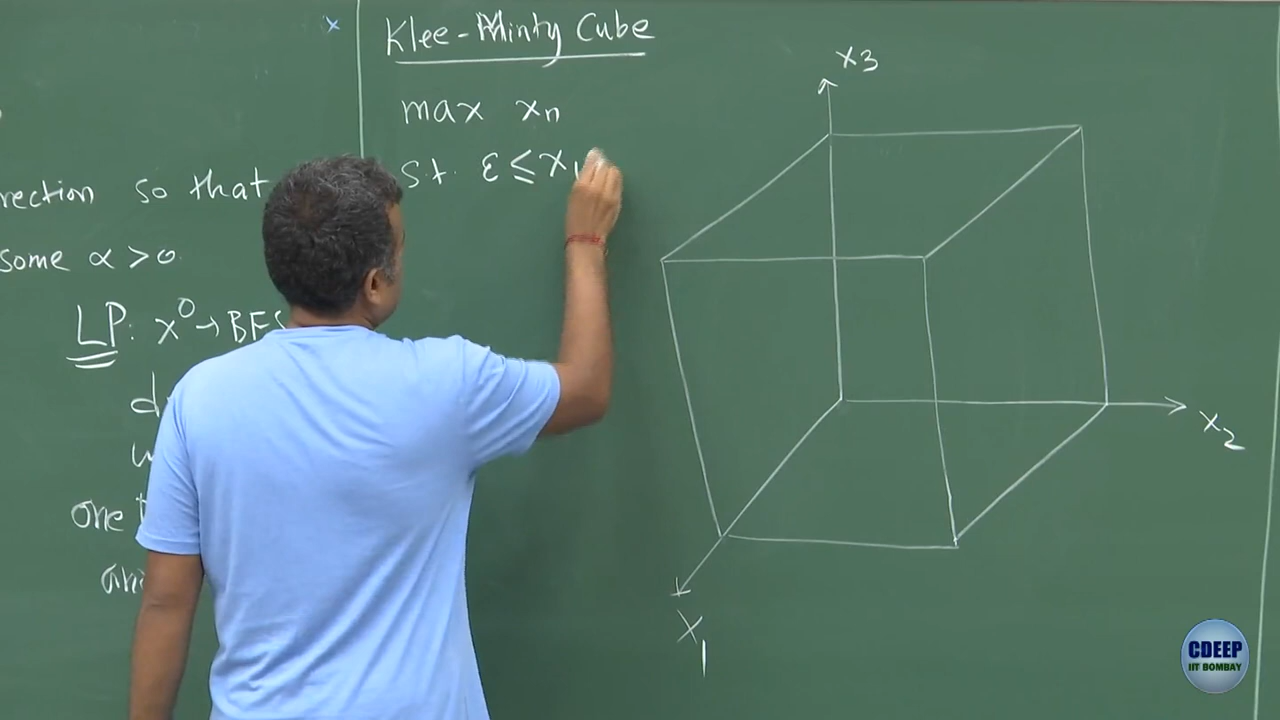 rection so that
some α > 0
LP: x⁰ → BFS
one
x
Klee-Minty Cube
max xₙ
s.t. ε ≤ x₁
x₃
x₂
x₁
CDEEP
IIT BOMBAY